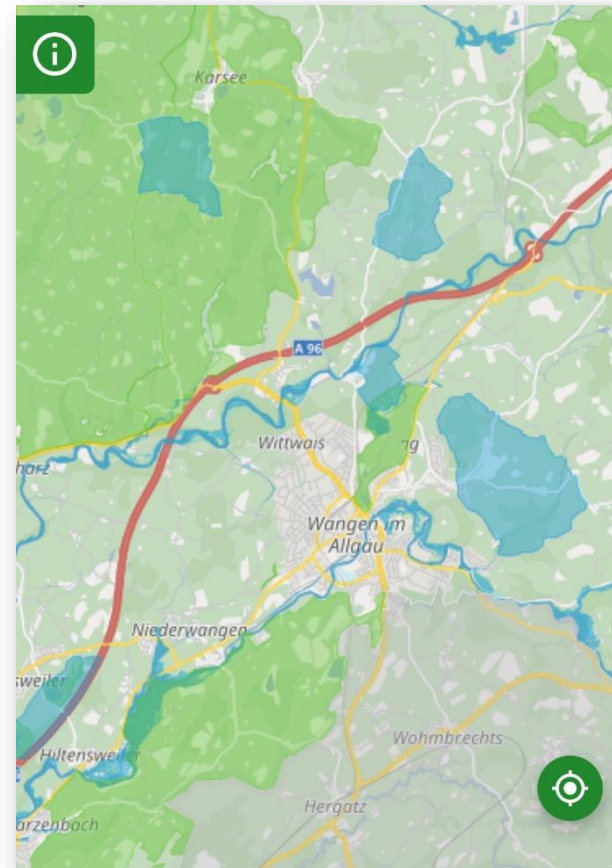 Karsee
A 96
Wittwais
Wangen im
Allgäu
Niederwangen
Hiltensweiler
Wohmbrechts
Hergatz